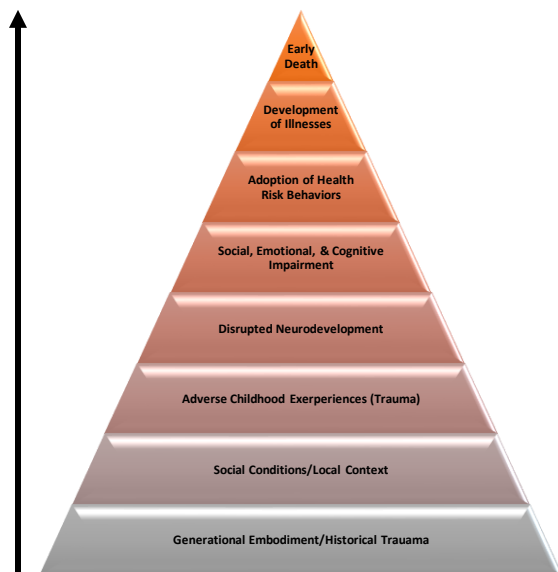 Early
Death
Development
of Illnesses
Adoption of Health
Risk Behaviors
Social, Emotional, & Cognitive
Impairment
Disrupted Neurodevelopment
Adverse Childhood Exerperiences (Trauma)
Social Conditions/Local Context
Generational Embodiment/Historical Trauama